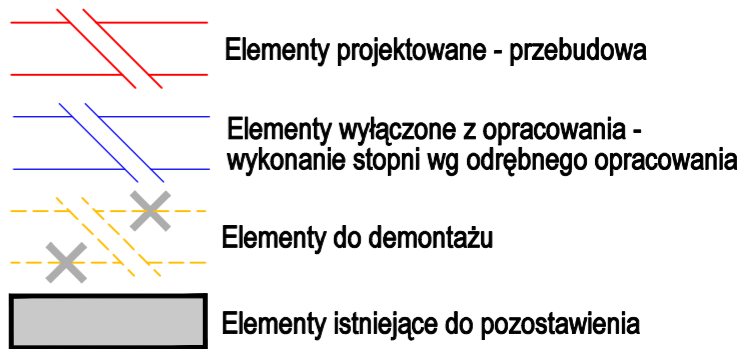 Elementy projektowane - przebudowa
Elementy wyłączone z opracowania -
wykonanie stopni wg odrębnego opracowania
Elementy do demontażu
Elementy istniejące do pozostawienia